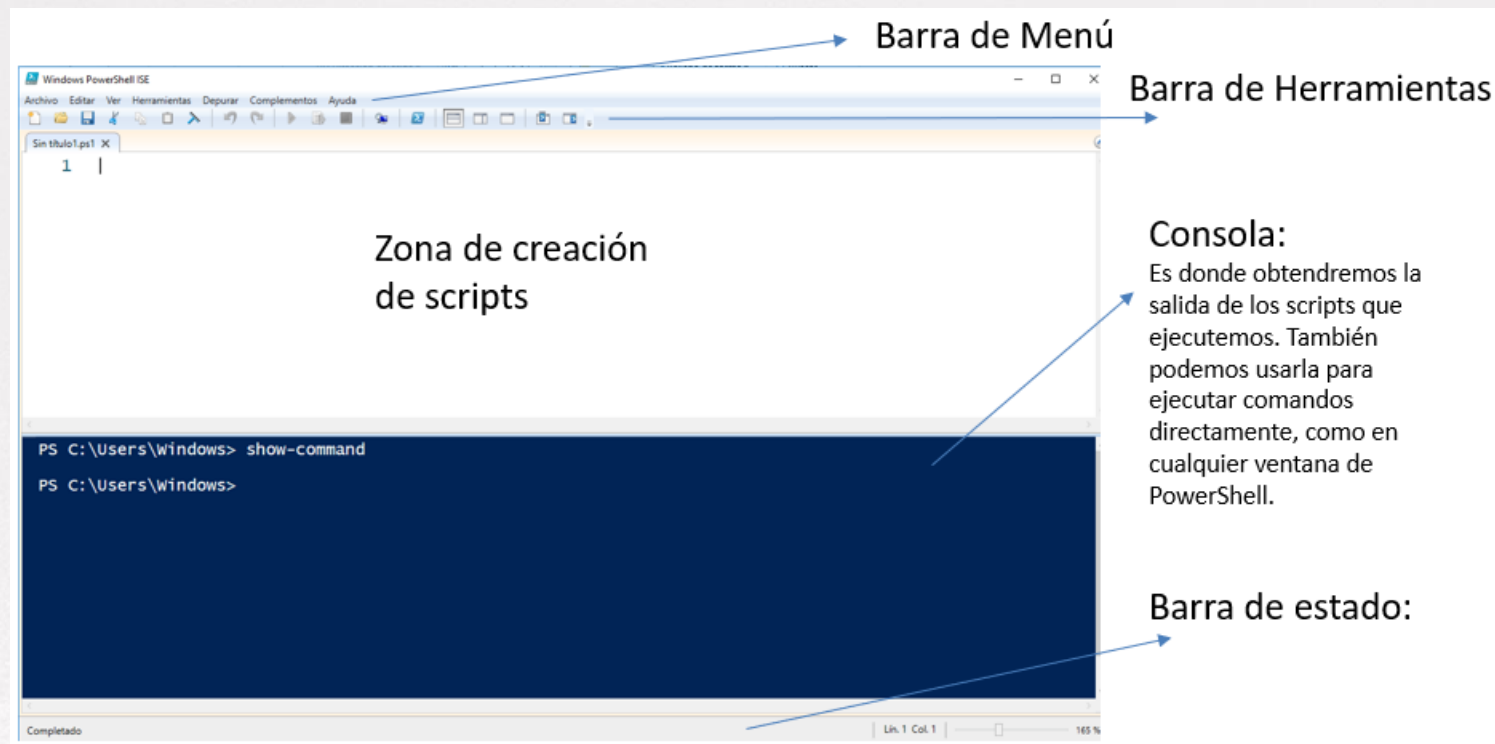 Barra de Menú
Windows PowerShell ISE
Archivo Editar Ver Herramientas Depurar Complementos Ayuda
Barra de Herramientas
Sin título1.ps1 X
1
Zona de creación
de scripts
Consola:
Es donde obtendremos la
salida de los scripts que
ejecutemos. También
podemos usarla para
ejecutar comandos
directamente, como en
cualquier ventana de
PowerShell.
PS C:\Users\Windows> show-command
PS C:\Users\Windows>
Barra de estado:
Completado
Lín. 1 Col. 1
165 %